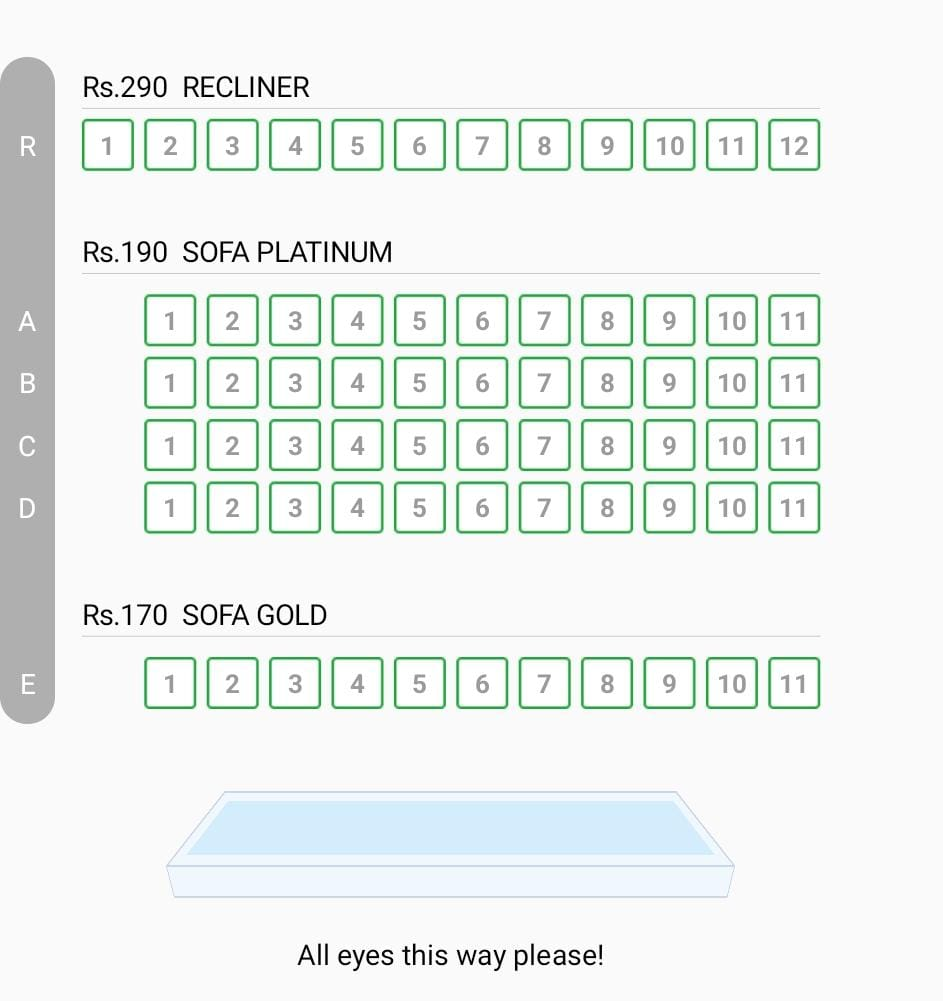 Rs.290 RECLINER
R 1 2 3 4 5 6 7 8 9 10 11 12
Rs.190 SOFA PLATINUM
A 1 2 3 4 5 6 7 8 9 10 11
B 1 2 3 4 5 6 7 8 9 10 11
C 1 2 3 4 5 6 7 8 9 10 11
D 1 2 3 4 5 6 7 8 9 10 11
Rs.170 SOFA GOLD
E 1 2 3 4 5 6 7 8 9 10 11
All eyes this way please!